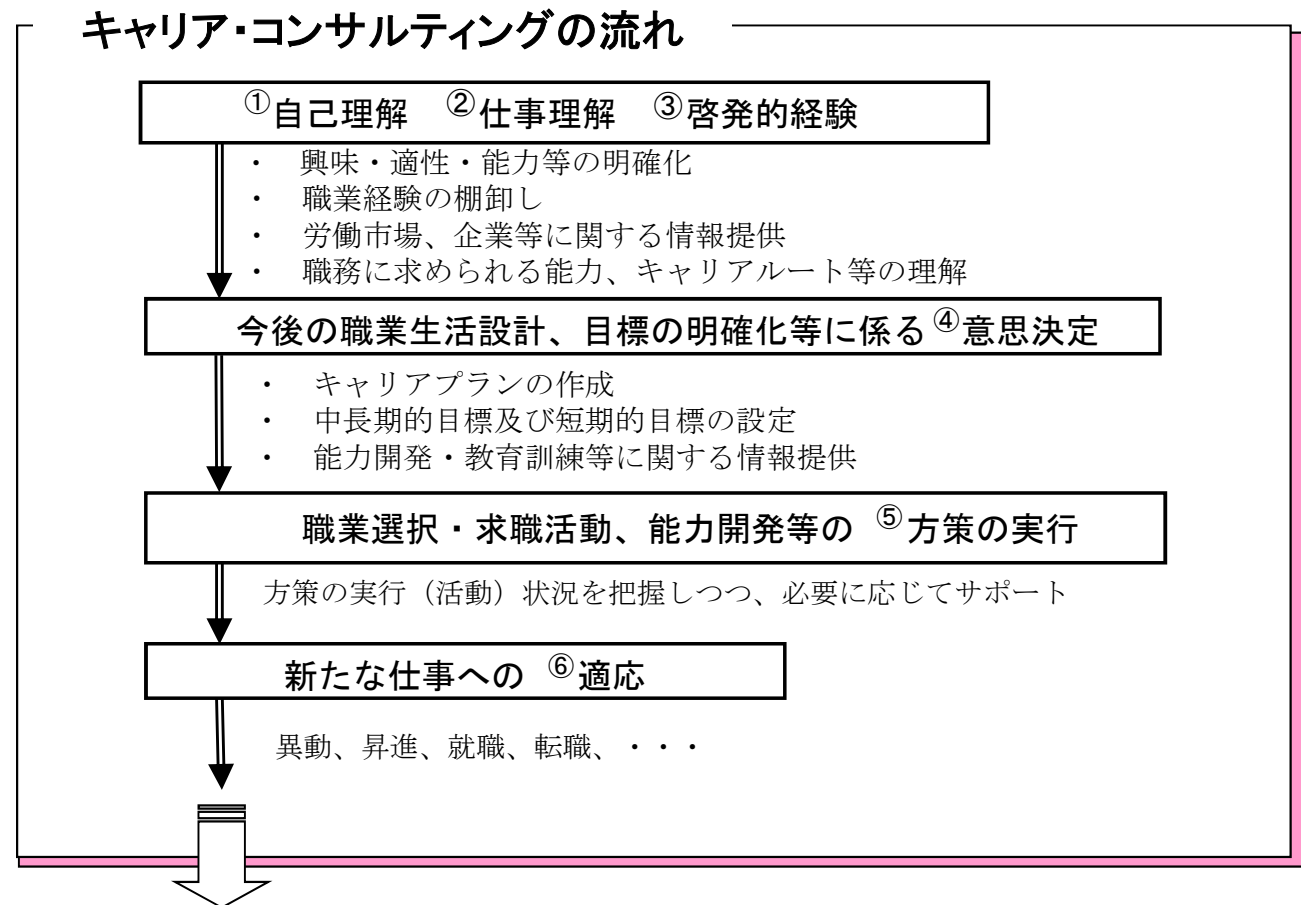 キャリア・コンサルティングの流れ
①自己理解　②仕事理解　③啓発的経験
・　興味・適性・能力等の明確化
・　職業経験の棚卸し
・　労働市場、企業等に関する情報提供
・　職務に求められる能力、キャリアルート等の理解
今後の職業生活設計、目標の明確化等に係る④意思決定
・　キャリアプランの作成
・　中長期的目標及び短期的目標の設定
・　能力開発・教育訓練等に関する情報提供
職業選択・求職活動、能力開発等の　⑤方策の実行
方策の実行（活動）状況を把握しつつ、必要に応じてサポート
新たな仕事への　⑥適応
異動、昇進、就職、転職、・・・